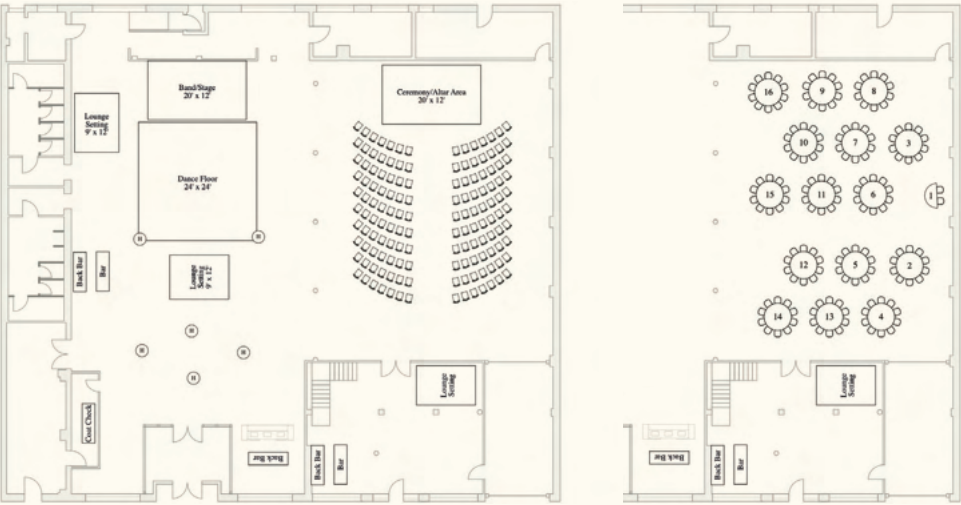 Band/Stage
20' x 12'
Ceremony/Altar Area
20' x 12'
Lounge
Setting
9' x 12'
Dance Floor
24' x 24'
H
H
Back Bar
Bar
Lounge
Setting
9' x 12'
H
H
H
H
Coat Check
Back Bar
Back Bar
Bar
Lounge
Setting
16
9
8
10
7
3
15
11
6
1
12
5
2
14
13
4
Lounge
Setting
Back Bar
Back Bar
Bar